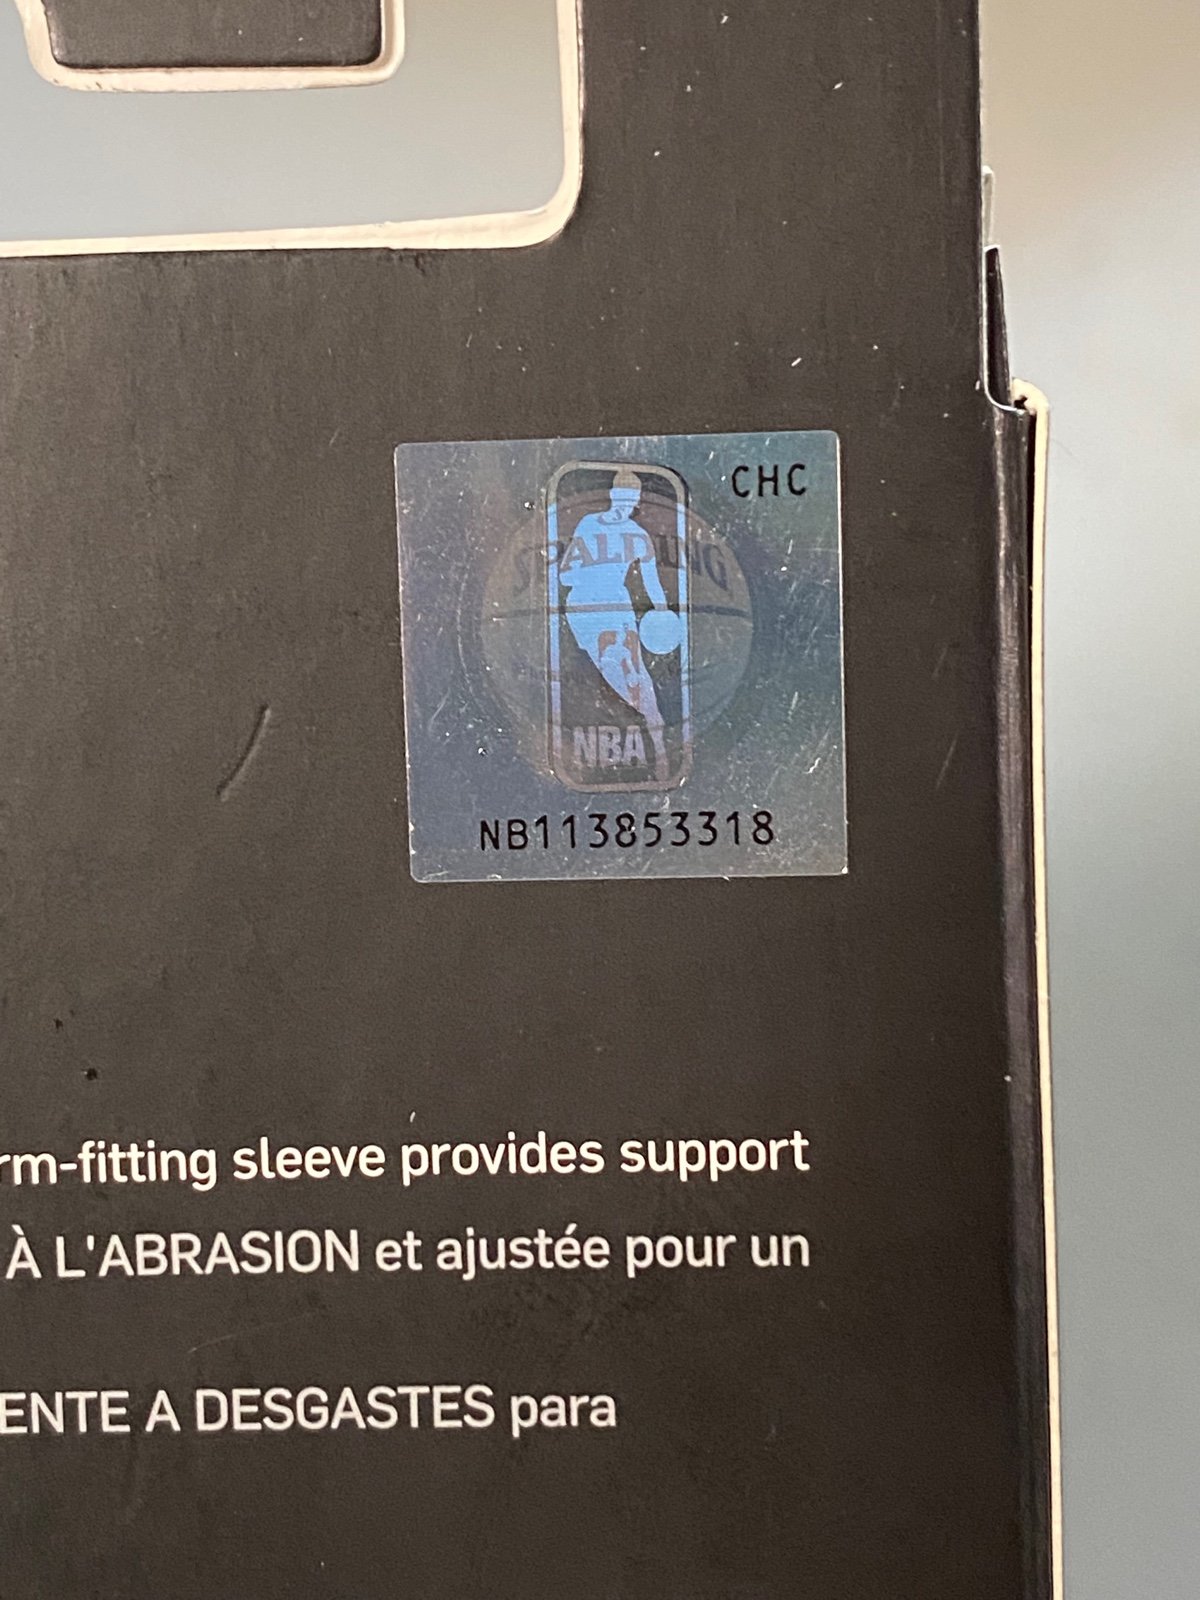 CHC
SPALDING
NBA
NB113853318
rm-fitting sleeve provides support
À L'ABRASION et ajustée pour un
ENTE A DESGASTES para